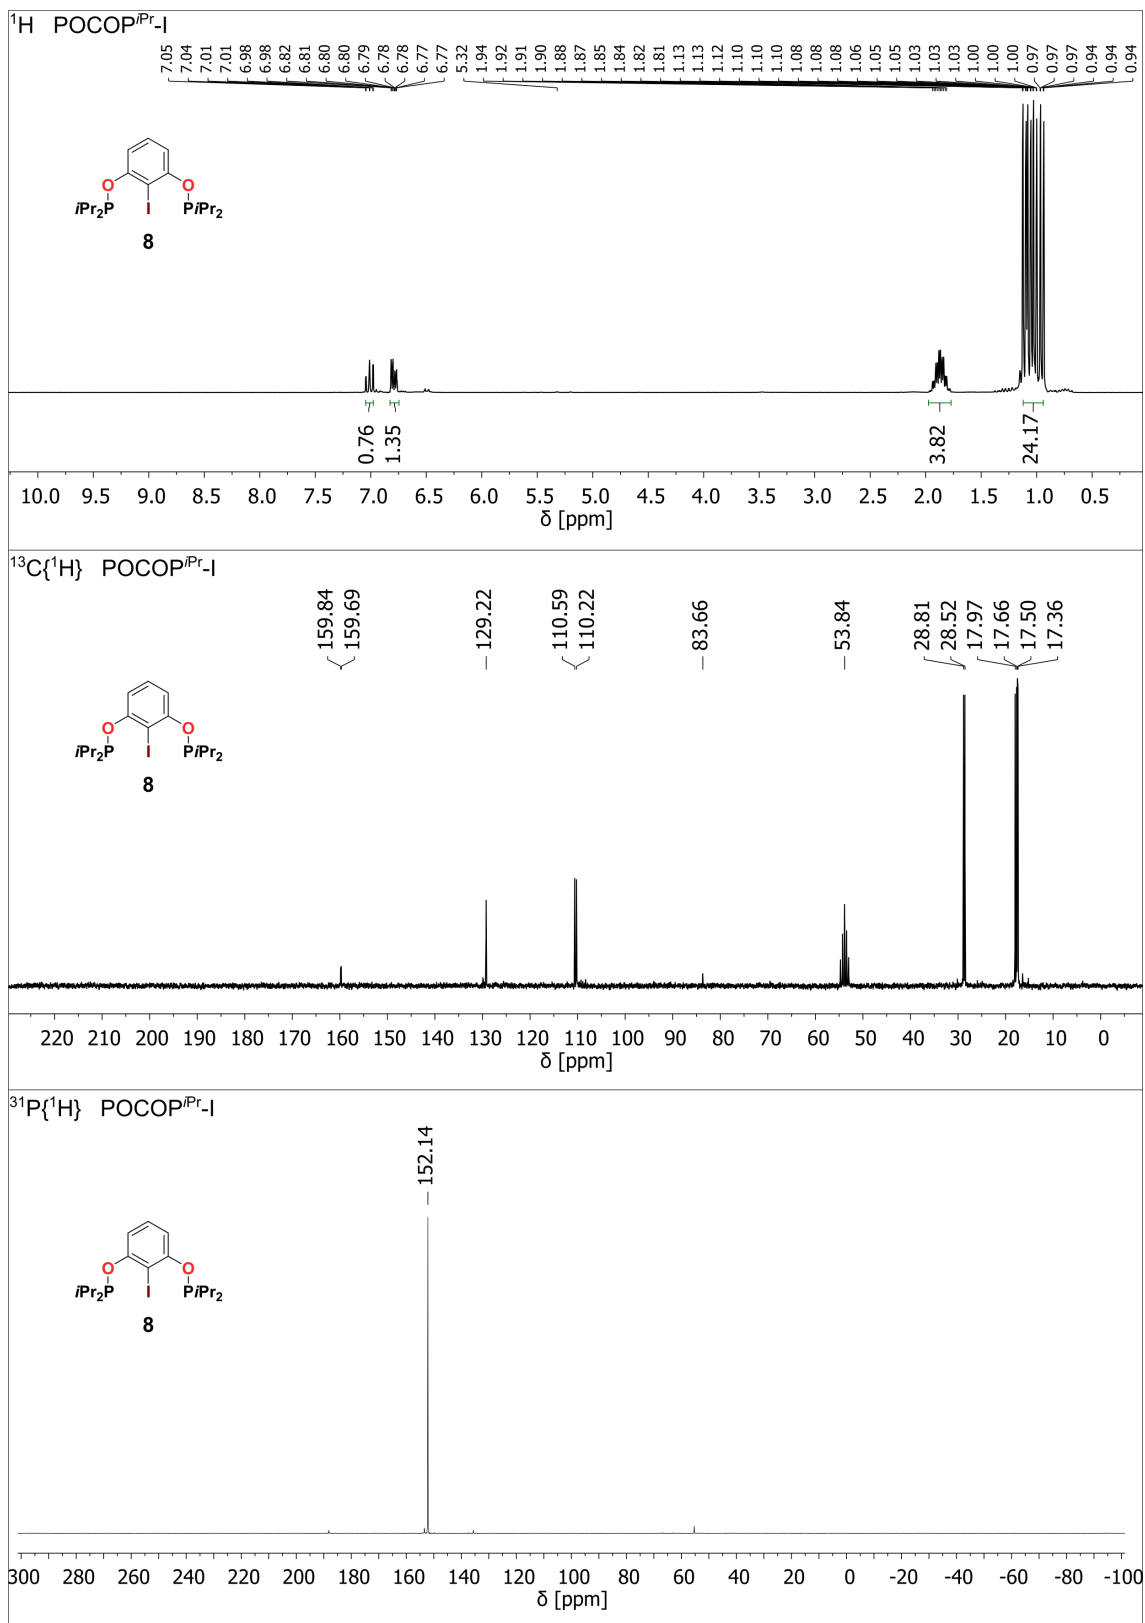 ¹H POCOPⁱᴾʳ-I
7.05 7.04 7.01 7.01 6.98 6.98 6.82 6.81 6.80 6.80 6.79 6.78 6.78 6.77 6.77 5.32 1.94 1.92 1.91 1.90 1.88 1.87 1.85 1.84 1.82 1.81 1.13 1.13 1.12 1.10 1.10 1.10 1.08 1.08 1.08 1.06 1.05 1.05 1.03 1.03 1.03 1.00 1.00 1.00 0.97 0.97 0.97 0.94 0.94 0.94
O O
iPr₂P I PiPr₂
8
0.76 1.35 3.82 24.17
10.0 9.5 9.0 8.5 8.0 7.5 7.0 6.5 6.0 5.5 5.0 4.5 4.0 3.5 3.0 2.5 2.0 1.5 1.0 0.5
δ [ppm]
¹³C{¹H} POCOPⁱᴾʳ-I
159.84 159.69 129.22 110.59 110.22 83.66 53.84 28.81 28.52 17.97 17.66 17.50 17.36
O O
iPr₂P I PiPr₂
8
220 210 200 190 180 170 160 150 140 130 120 110 100 90 80 70 60 50 40 30 20 10 0
δ [ppm]
³¹P{¹H} POCOPⁱᴾʳ-I
152.14
O O
iPr₂P I PiPr₂
8
300 280 260 240 220 200 180 160 140 120 100 80 60 40 20 0 -20 -40 -60 -80 -100
δ [ppm]